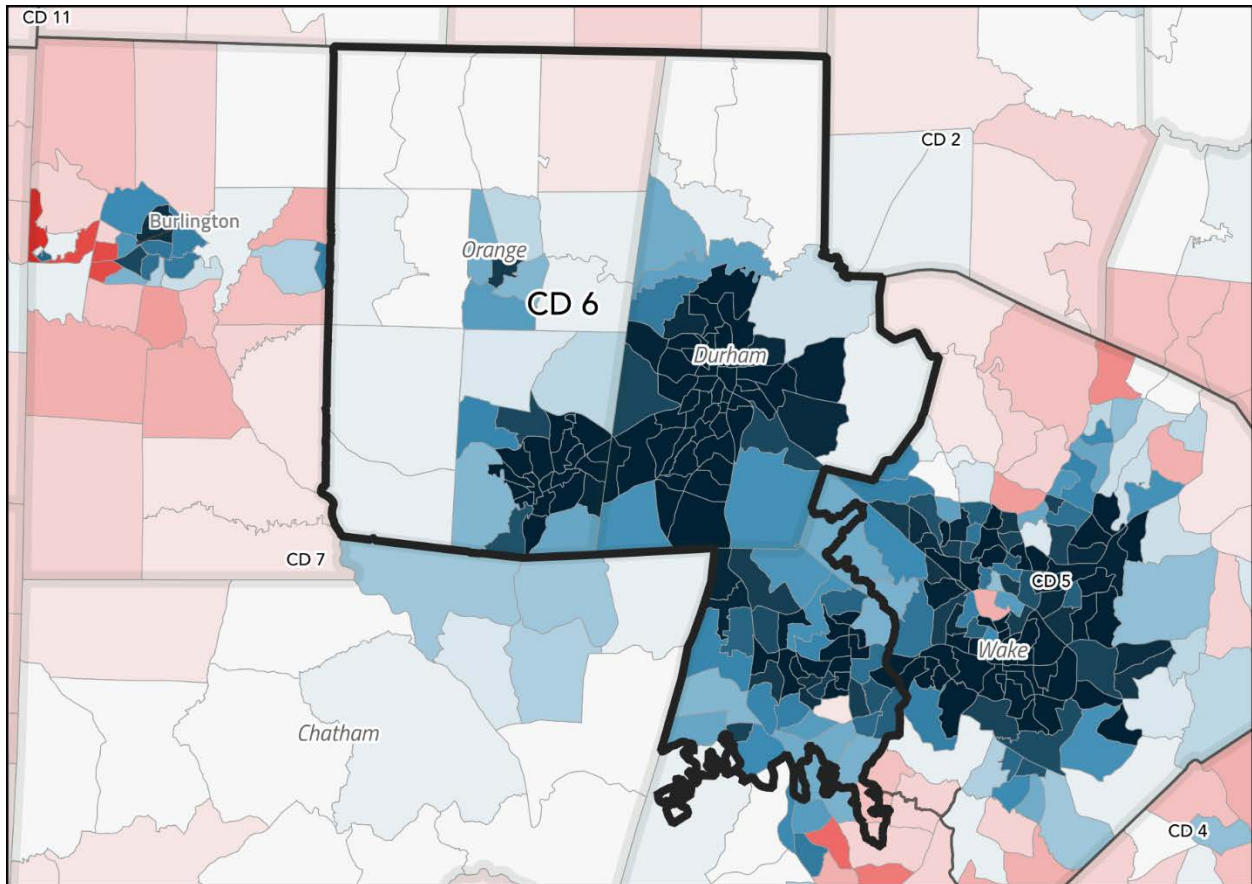 CD 11
CD 2
Burlington
Orange
CD 6
Durham
CD 7
CD 5
Wake
Chatham
CD 4